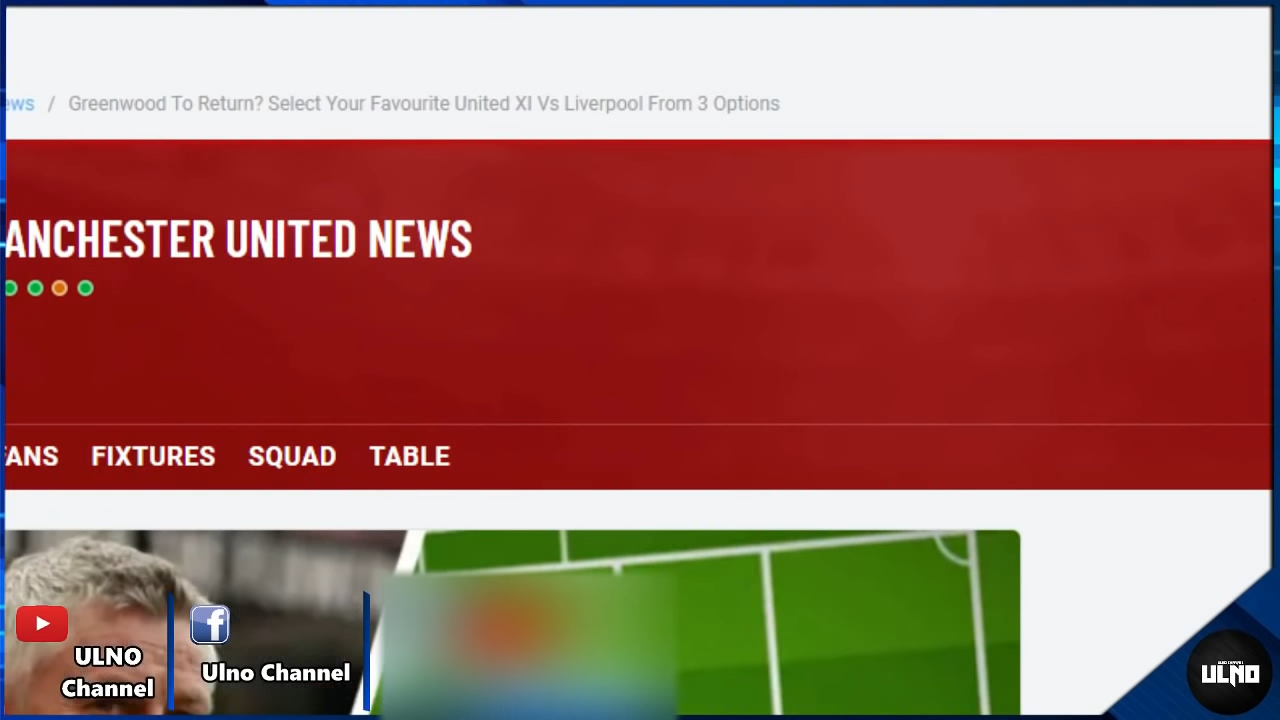 ews / Greenwood To Return? Select Your Favourite United XI Vs Liverpool From 3 Options
ANCHESTER UNITED NEWS
FANS FIXTURES SQUAD TABLE
ULNO
Channel
Ulno Channel
ULNO